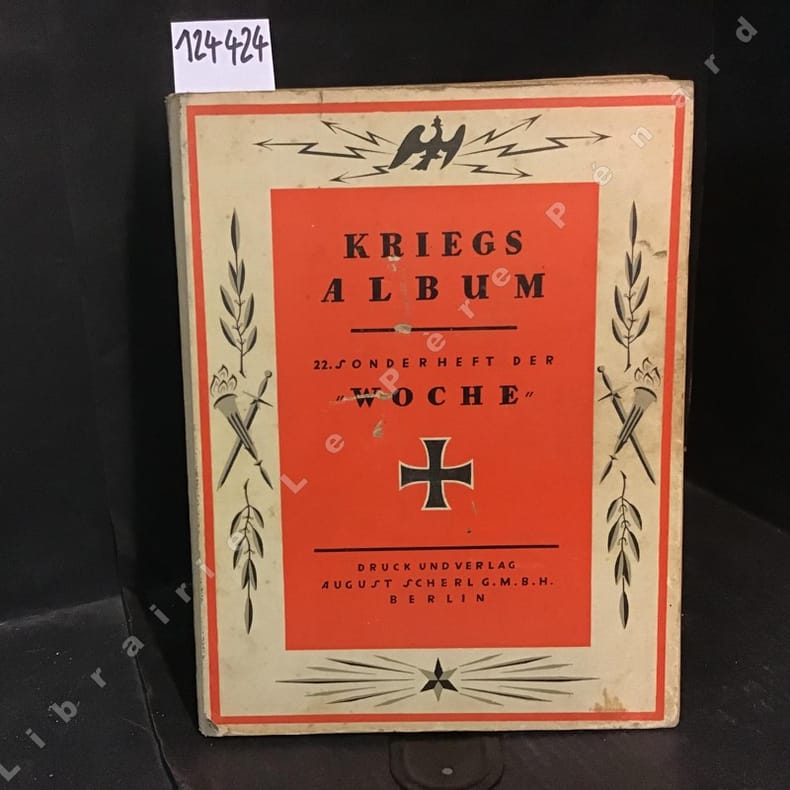 124424
KRIEGS
ALBUM
22. SONDERHEFT DER
„WOCHE"
DRUCK UND VERLAG
AUGUST SCHERL G.M.B.H.
BERLIN
Librairie Le Père Pénard